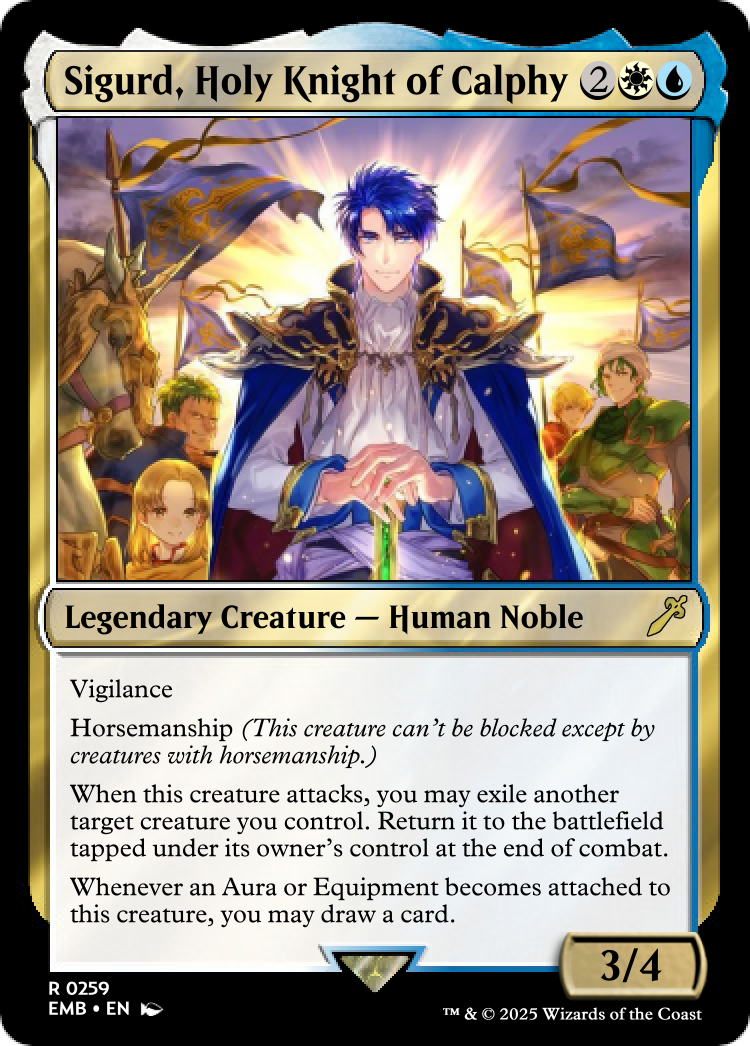 Sigurd, Holy Knight of Calphy 2
Legendary Creature — Human Noble
Vigilance
Horsemanship (This creature can't be blocked except by
creatures with horsemanship.)
When this creature attacks, you may exile another
target creature you control. Return it to the battlefield
tapped under its owner's control at the end of combat.
Whenever an Aura or Equipment becomes attached to
this creature, you may draw a card.
3/4
R 0259
EMB • EN
™ & © 2025 Wizards of the Coast